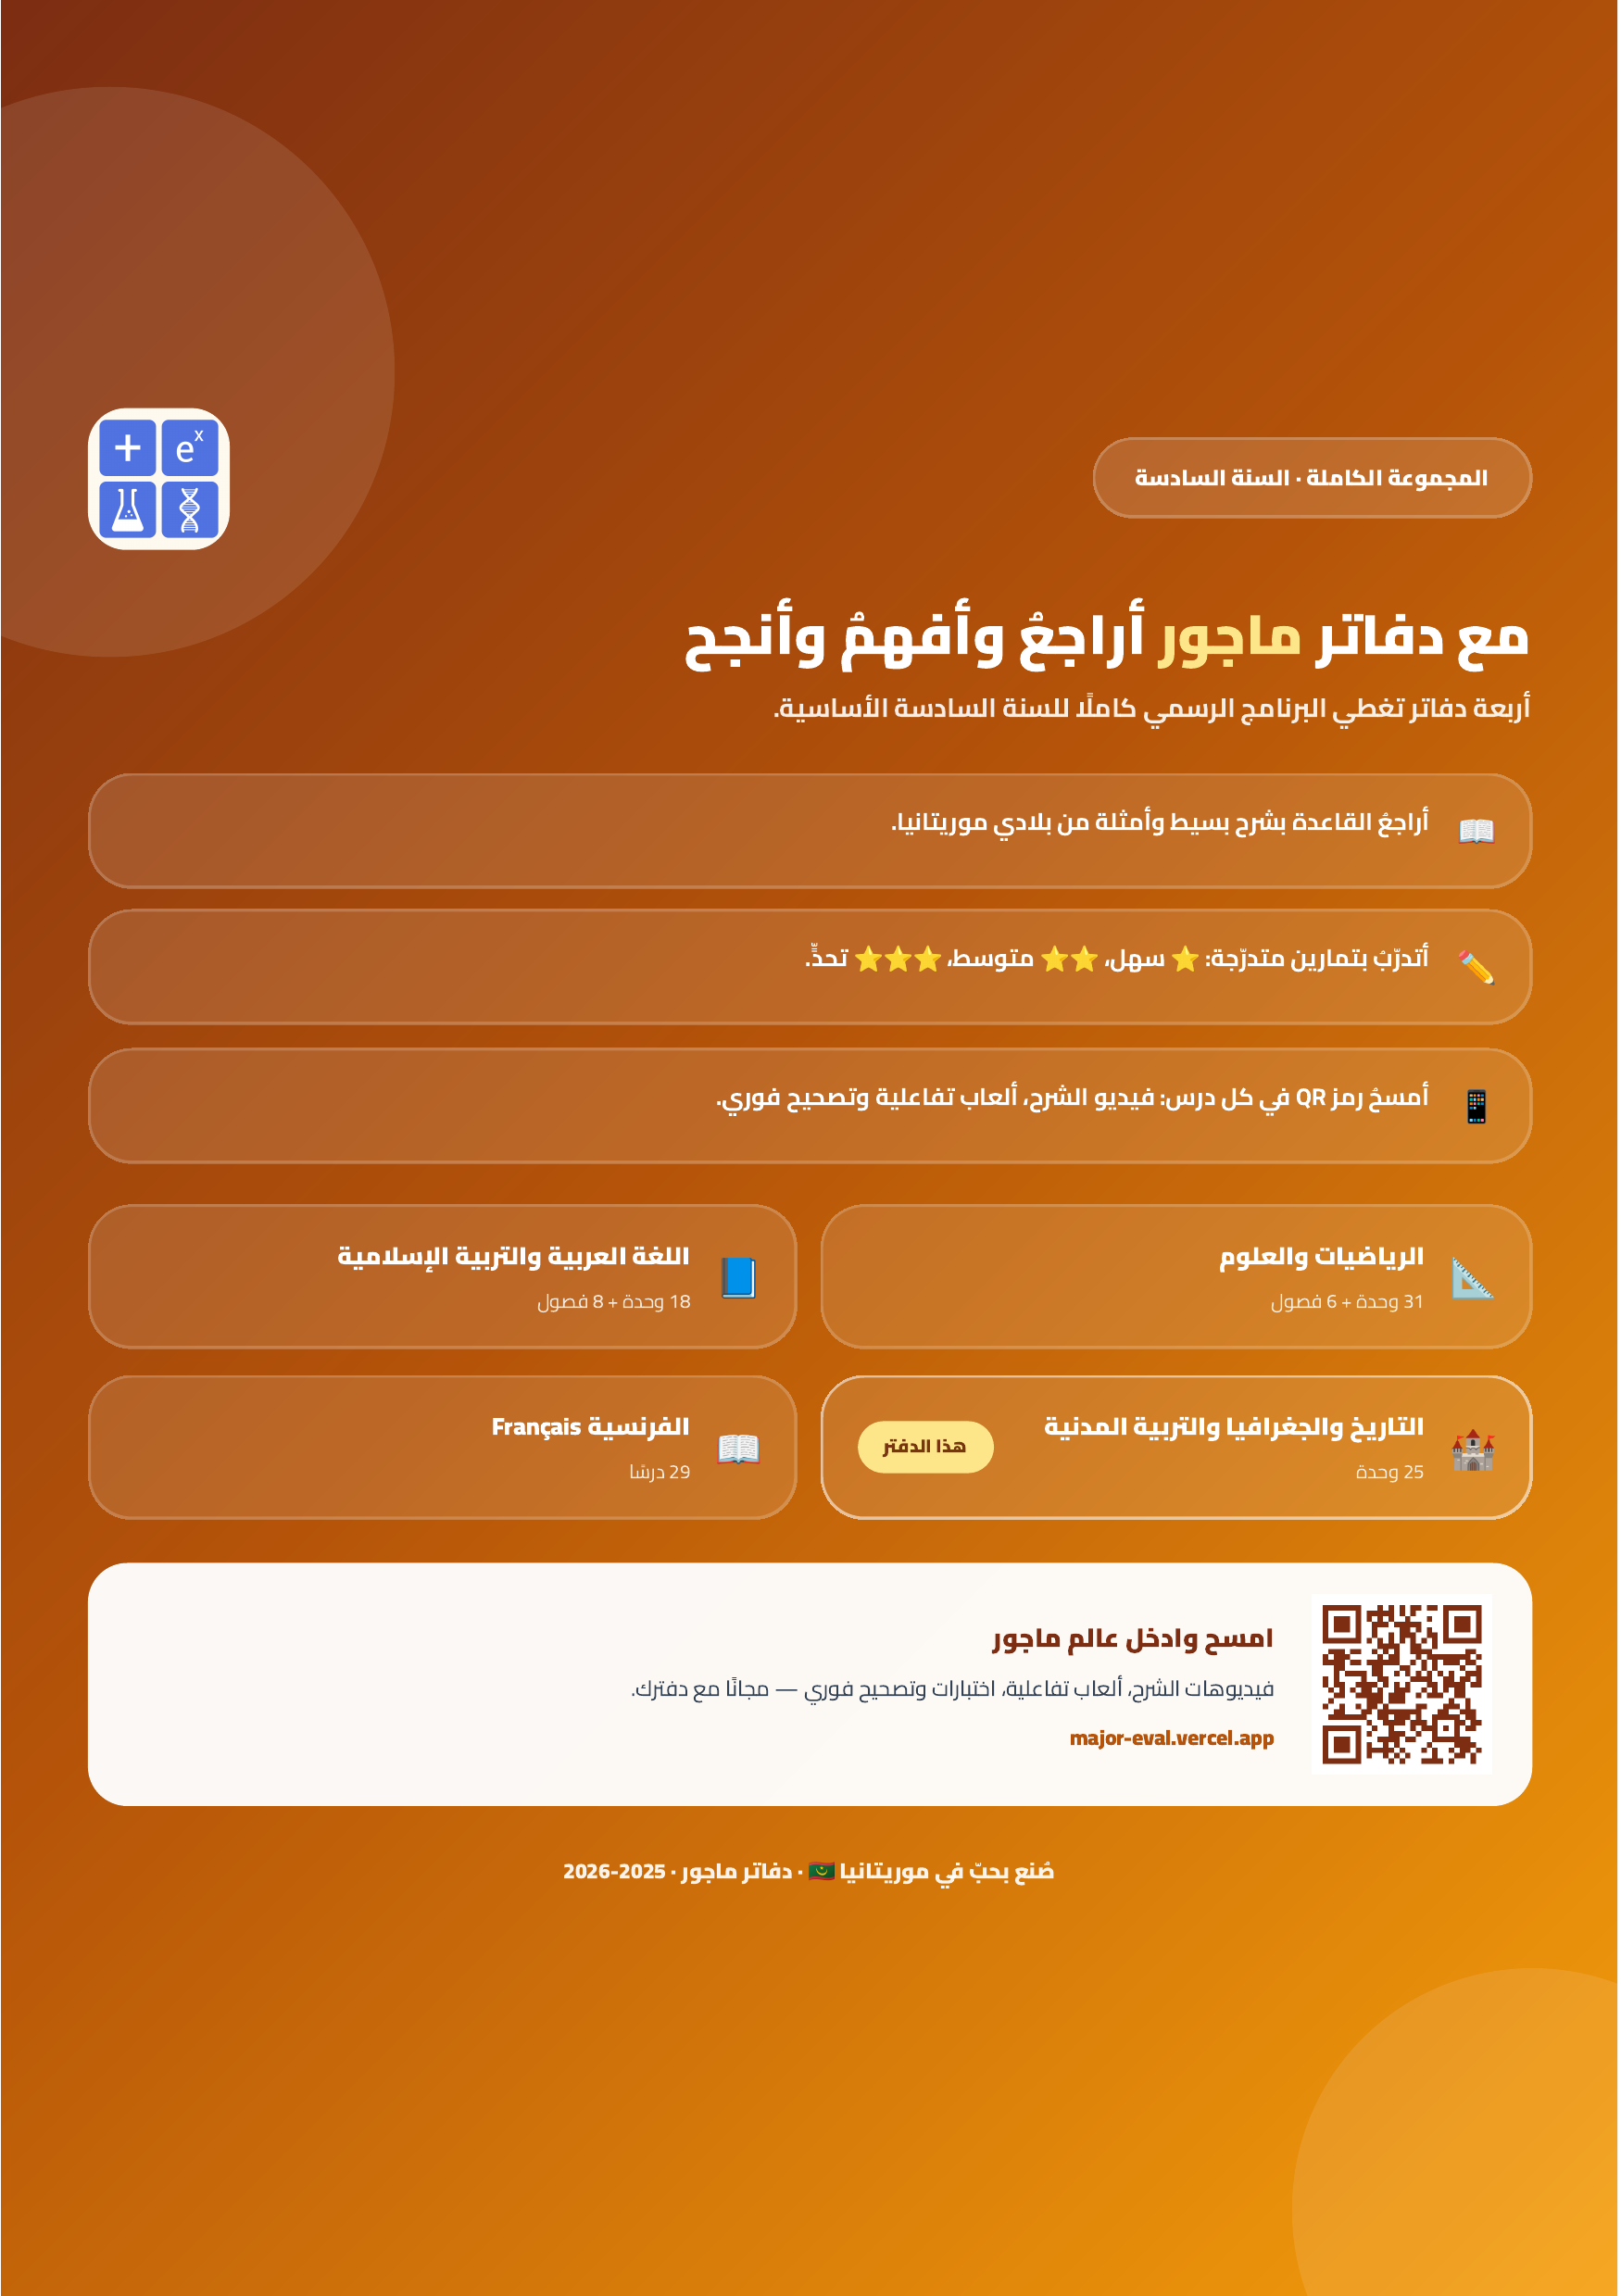 + eˣ
المجموعة الكاملة · السنة السادسة
مع دفاتر ماجور أراجعُ وأفهمُ وأنجح
أربعة دفاتر تغطي البرنامج الرسمي كاملًا للسنة السادسة الأساسية.
📖 أراجعُ القاعدة بشرح بسيط وأمثلة من بلادي موريتانيا.
✏️ أتدرّبُ بتمارين متدرّجة: ⭐ سهل، ⭐⭐ متوسط، ⭐⭐⭐ تحدٍّ.
📱 أمسحُ رمز QR في كل درس: فيديو الشرح، ألعاب تفاعلية وتصحيح فوري.
📐 الرياضيات والعلوم
31 وحدة + 6 فصول
📘 اللغة العربية والتربية الإسلامية
18 وحدة + 8 فصول
🏰 التاريخ والجغرافيا والتربية المدنية
25 وحدة
هذا الدفتر
📖 الفرنسية Français
29 درسًا
امسح وادخل عالم ماجور
فيديوهات الشرح، ألعاب تفاعلية، اختبارات وتصحيح فوري — مجانًا مع دفترك.
major-eval.vercel.app
صُنع بحبّ في موريتانيا 🇲🇷 · دفاتر ماجور · 2025-2026